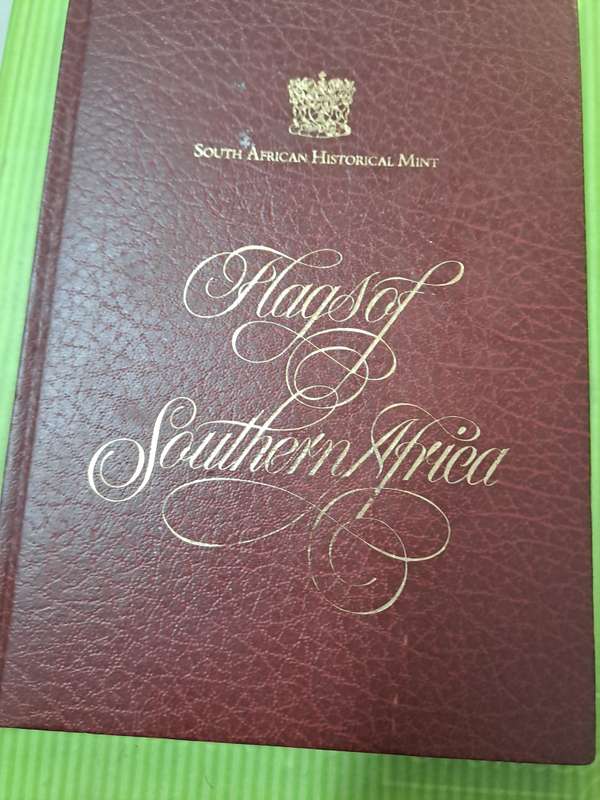 South African Historical Mint
Flags of
Southern Africa